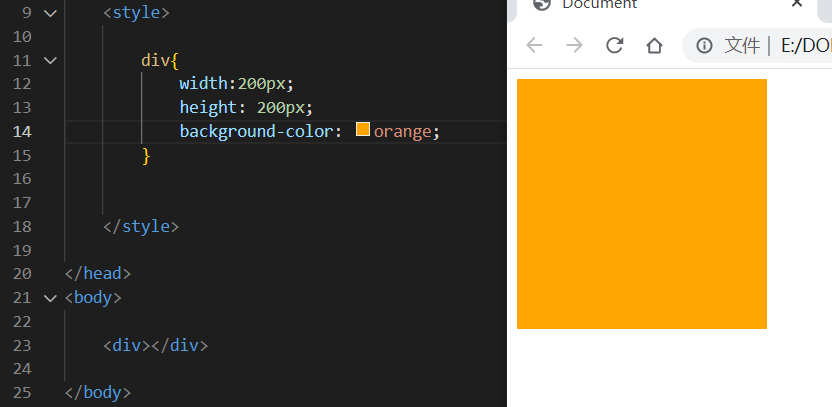 9 <style>
10
11 div{
12 width:200px;
13 height: 200px;
14 background-color: orange;
15 }
16
17
18 </style>
19
20 </head>
21 <body>
22
23 <div></div>
24
25 </body>
Document
文件 | E:/DO